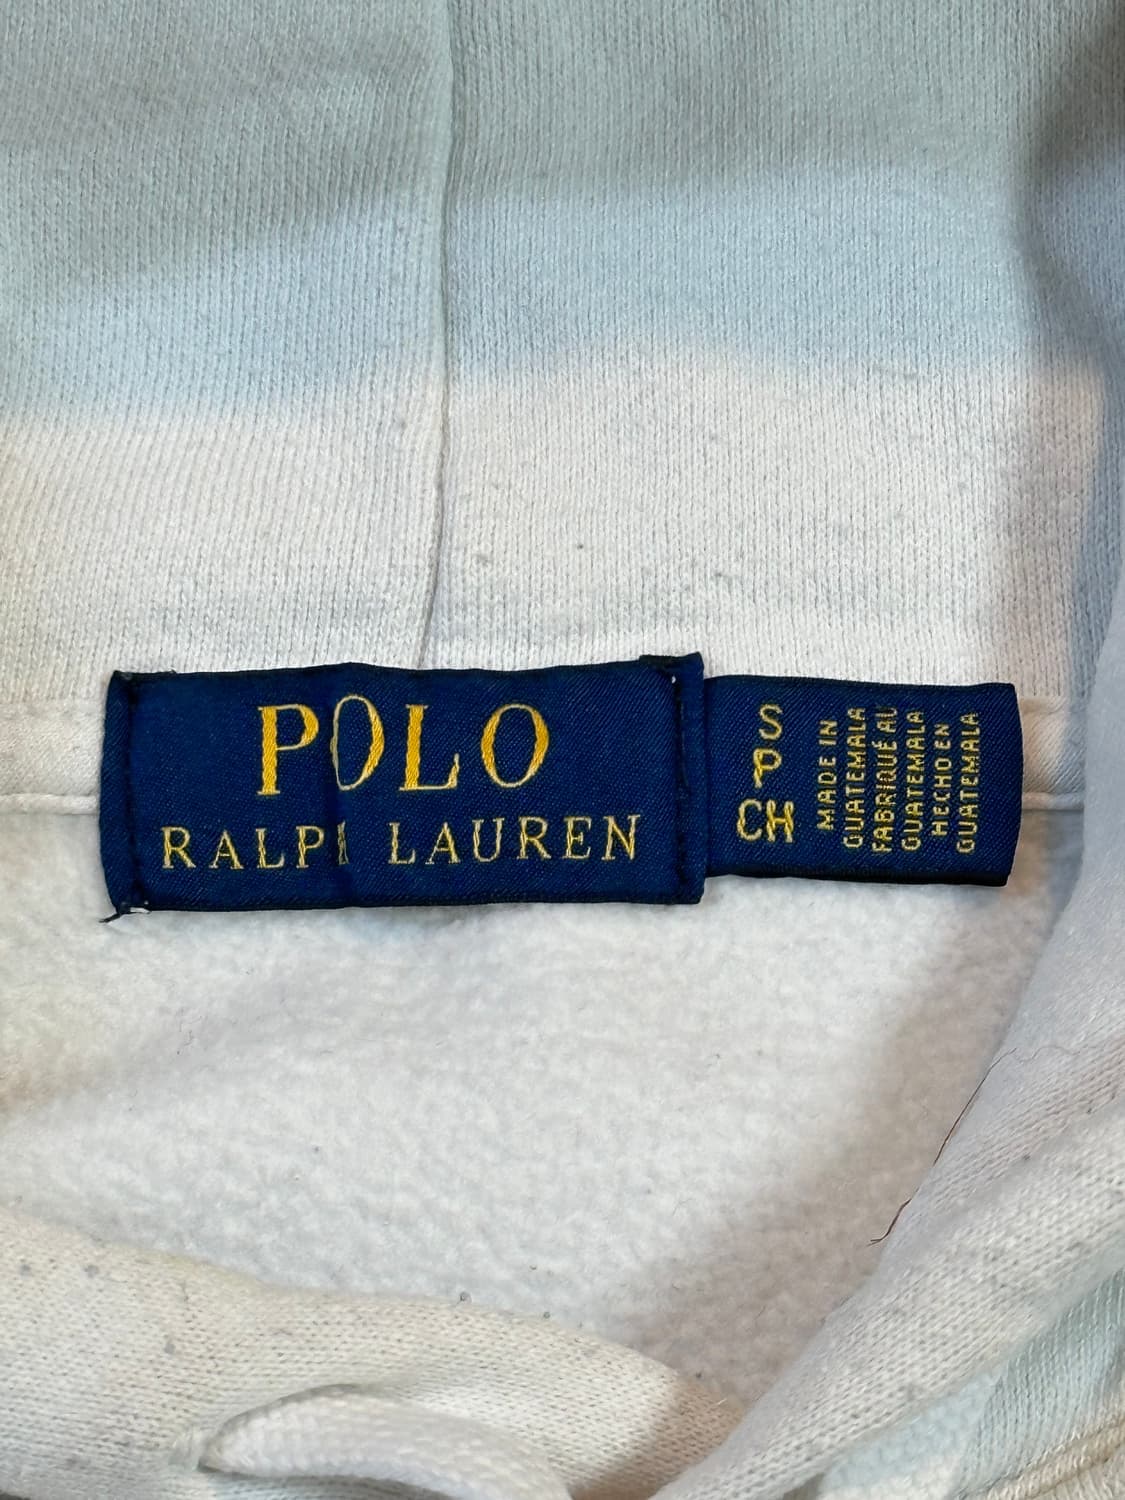 POLO
RALPH LAUREN
S
P
CH
MADE IN
GUATEMALA
FABRIQUÉ AU
GUATEMALA
HECHO EN
GUATEMALA